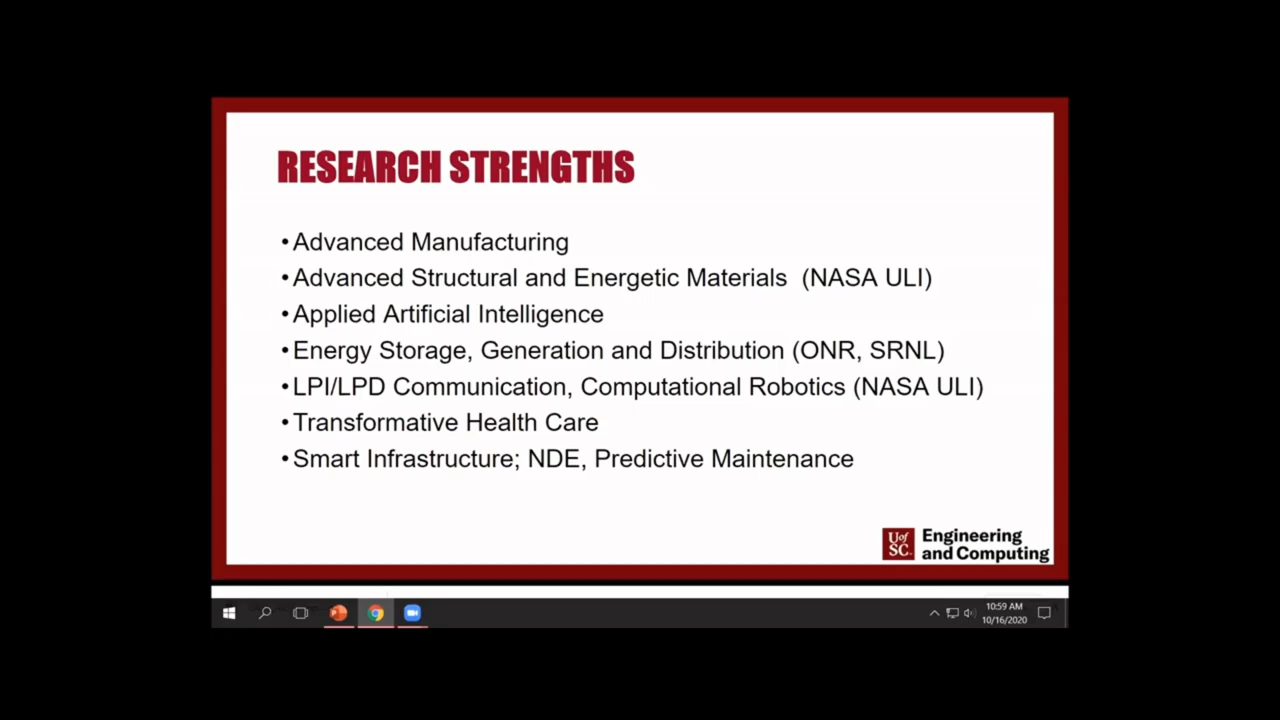 RESEARCH STRENGTHS
•Advanced Manufacturing
•Advanced Structural and Energetic Materials  (NASA ULI)
•Applied Artificial Intelligence
•Energy Storage, Generation and Distribution (ONR, SRNL)
•LPI/LPD Communication, Computational Robotics (NASA ULI)
•Transformative Health Care
•Smart Infrastructure; NDE, Predictive Maintenance
UofSC Engineering
and Computing
10:59 AM
10/16/2020